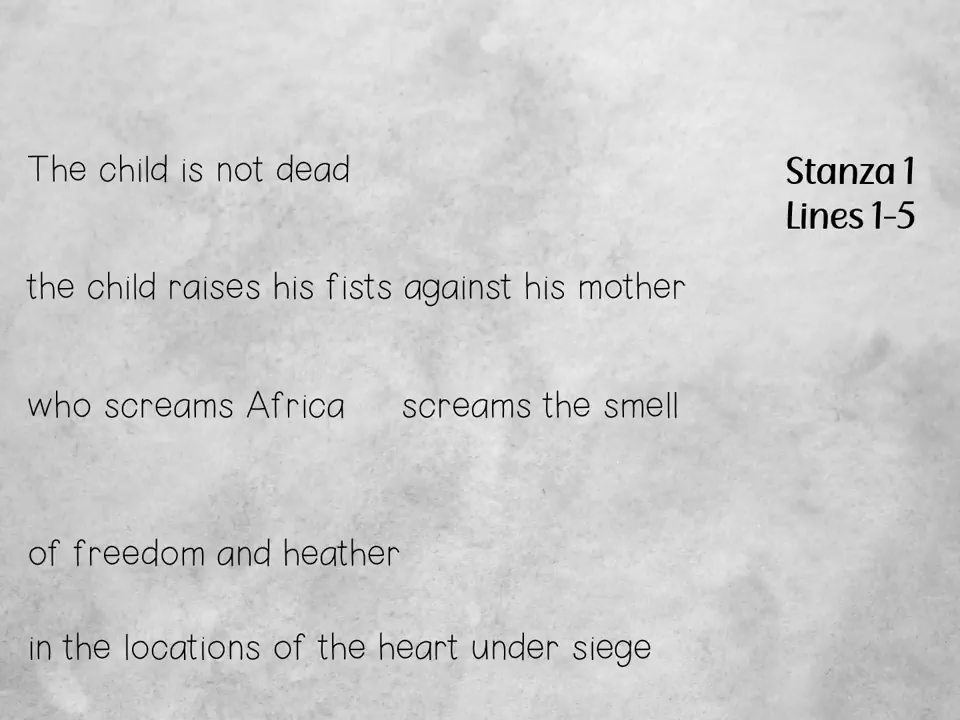 The child is not dead
Stanza 1
Lines 1-5
the child raises his fists against his mother
who screams Africa screams the smell
of freedom and heather
in the locations of the heart under siege